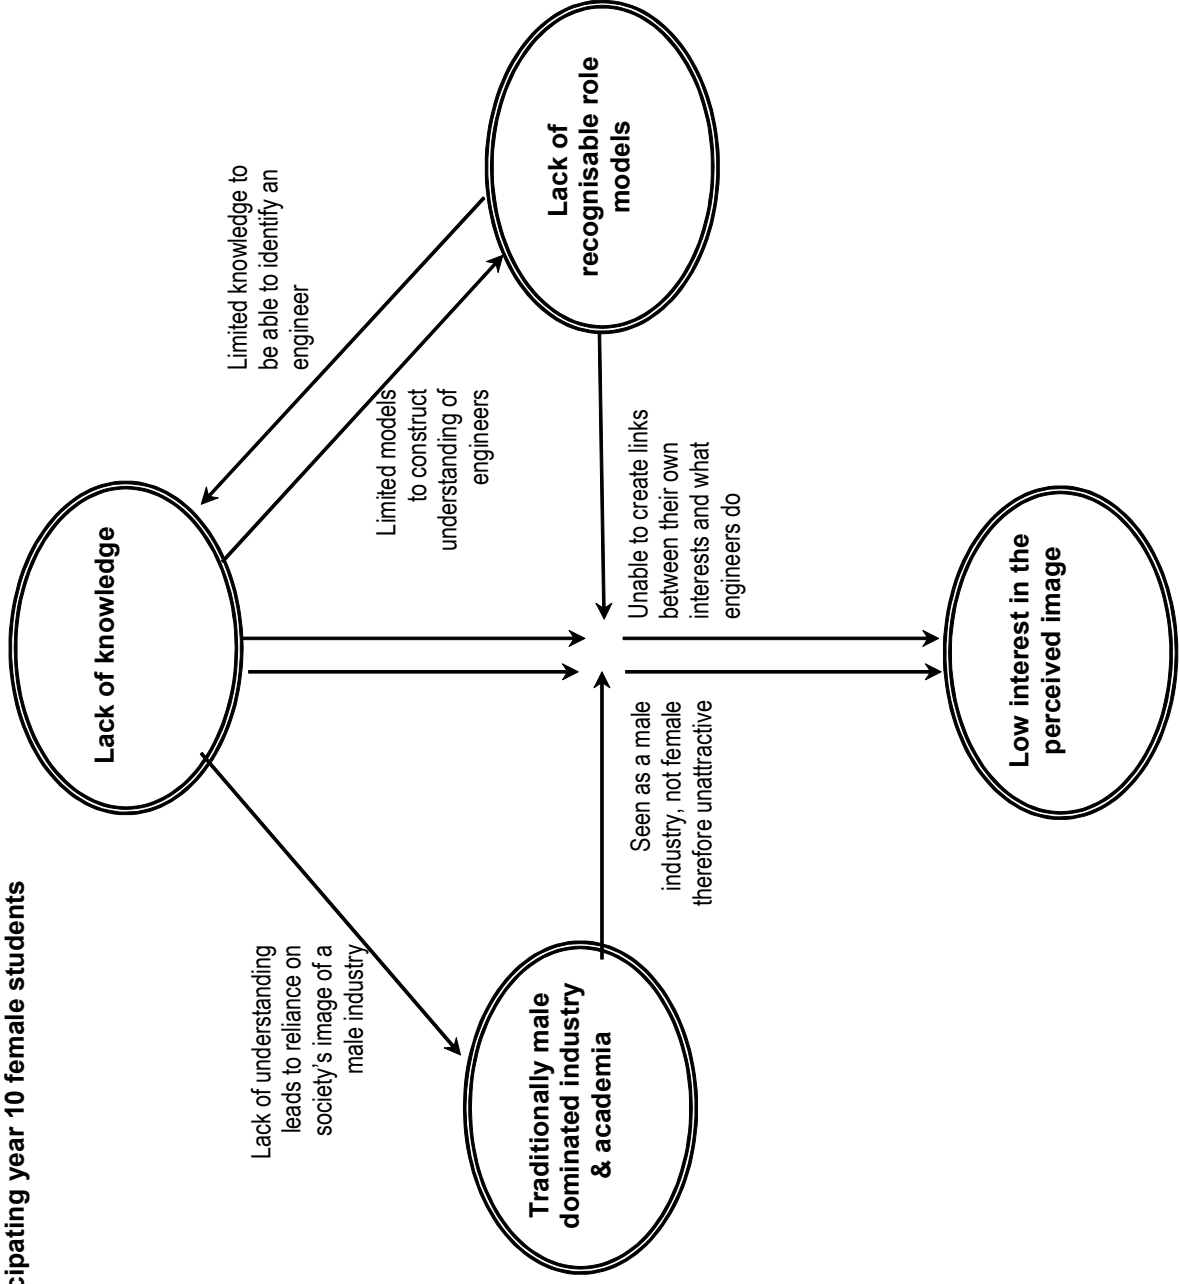 cipating year 10 female students
Lack of knowledge
Lack of understanding
leads to reliance on
society's image of a
male industry
Limited models
to construct
understanding of
engineers
Limited knowledge to
be able to identify an
engineer
Traditionally male
dominated industry
& academia
Lack of
recognisable role
models
Seen as a male
industry, not female
therefore unattractive
Unable to create links
between their own
interests and what
engineers do
Low interest in the
perceived image